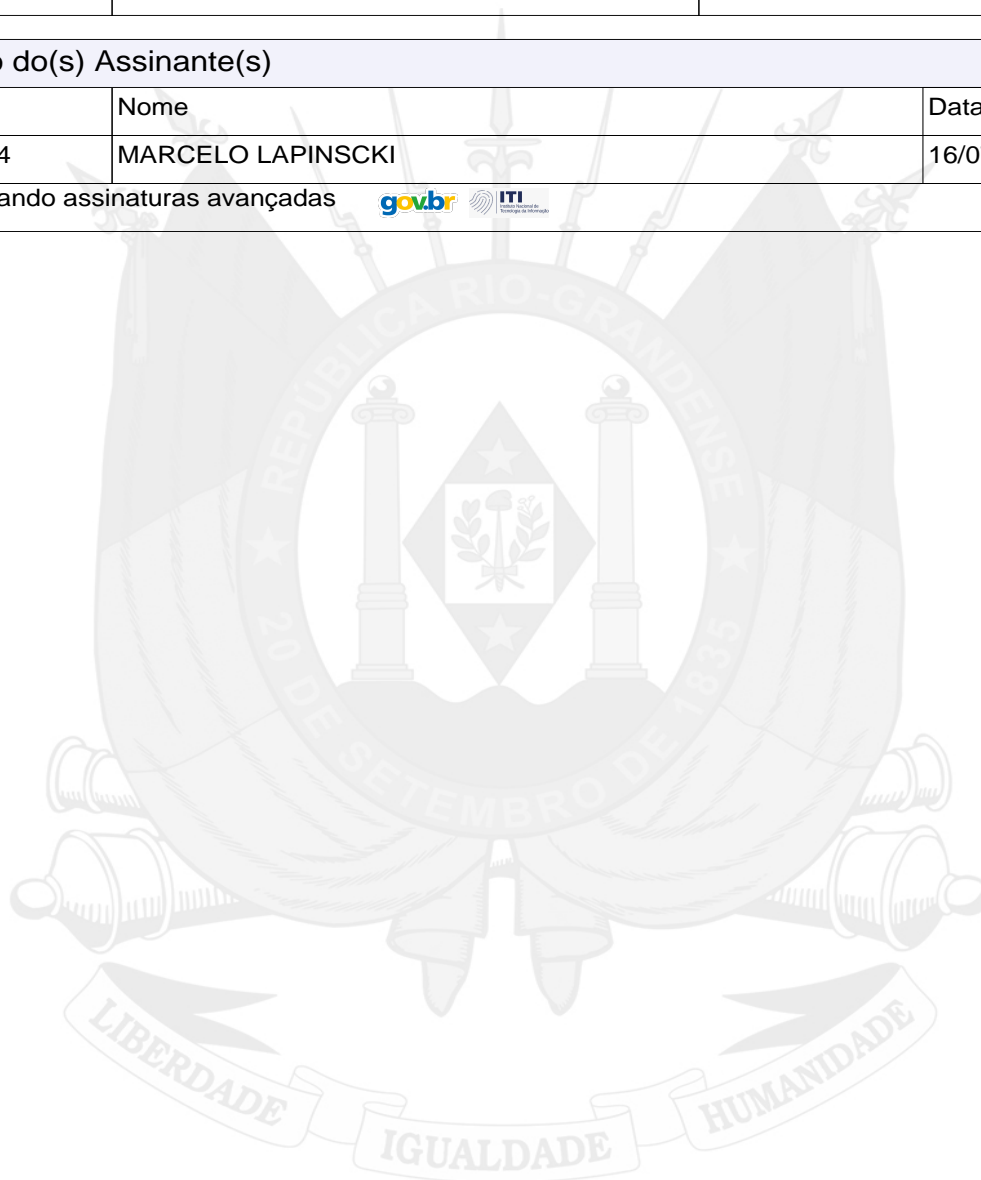 o do(s) Assinante(s)
Nome
Data
4
MARCELO LAPINSCKI
16/0
ando assinaturas avançadas gov.br ITI
REPÚBLICA RIO-GRANDENSE
20 DE SETEMBRO DE 1835
LIBERDADE
IGUALDADE
HUMANIDADE